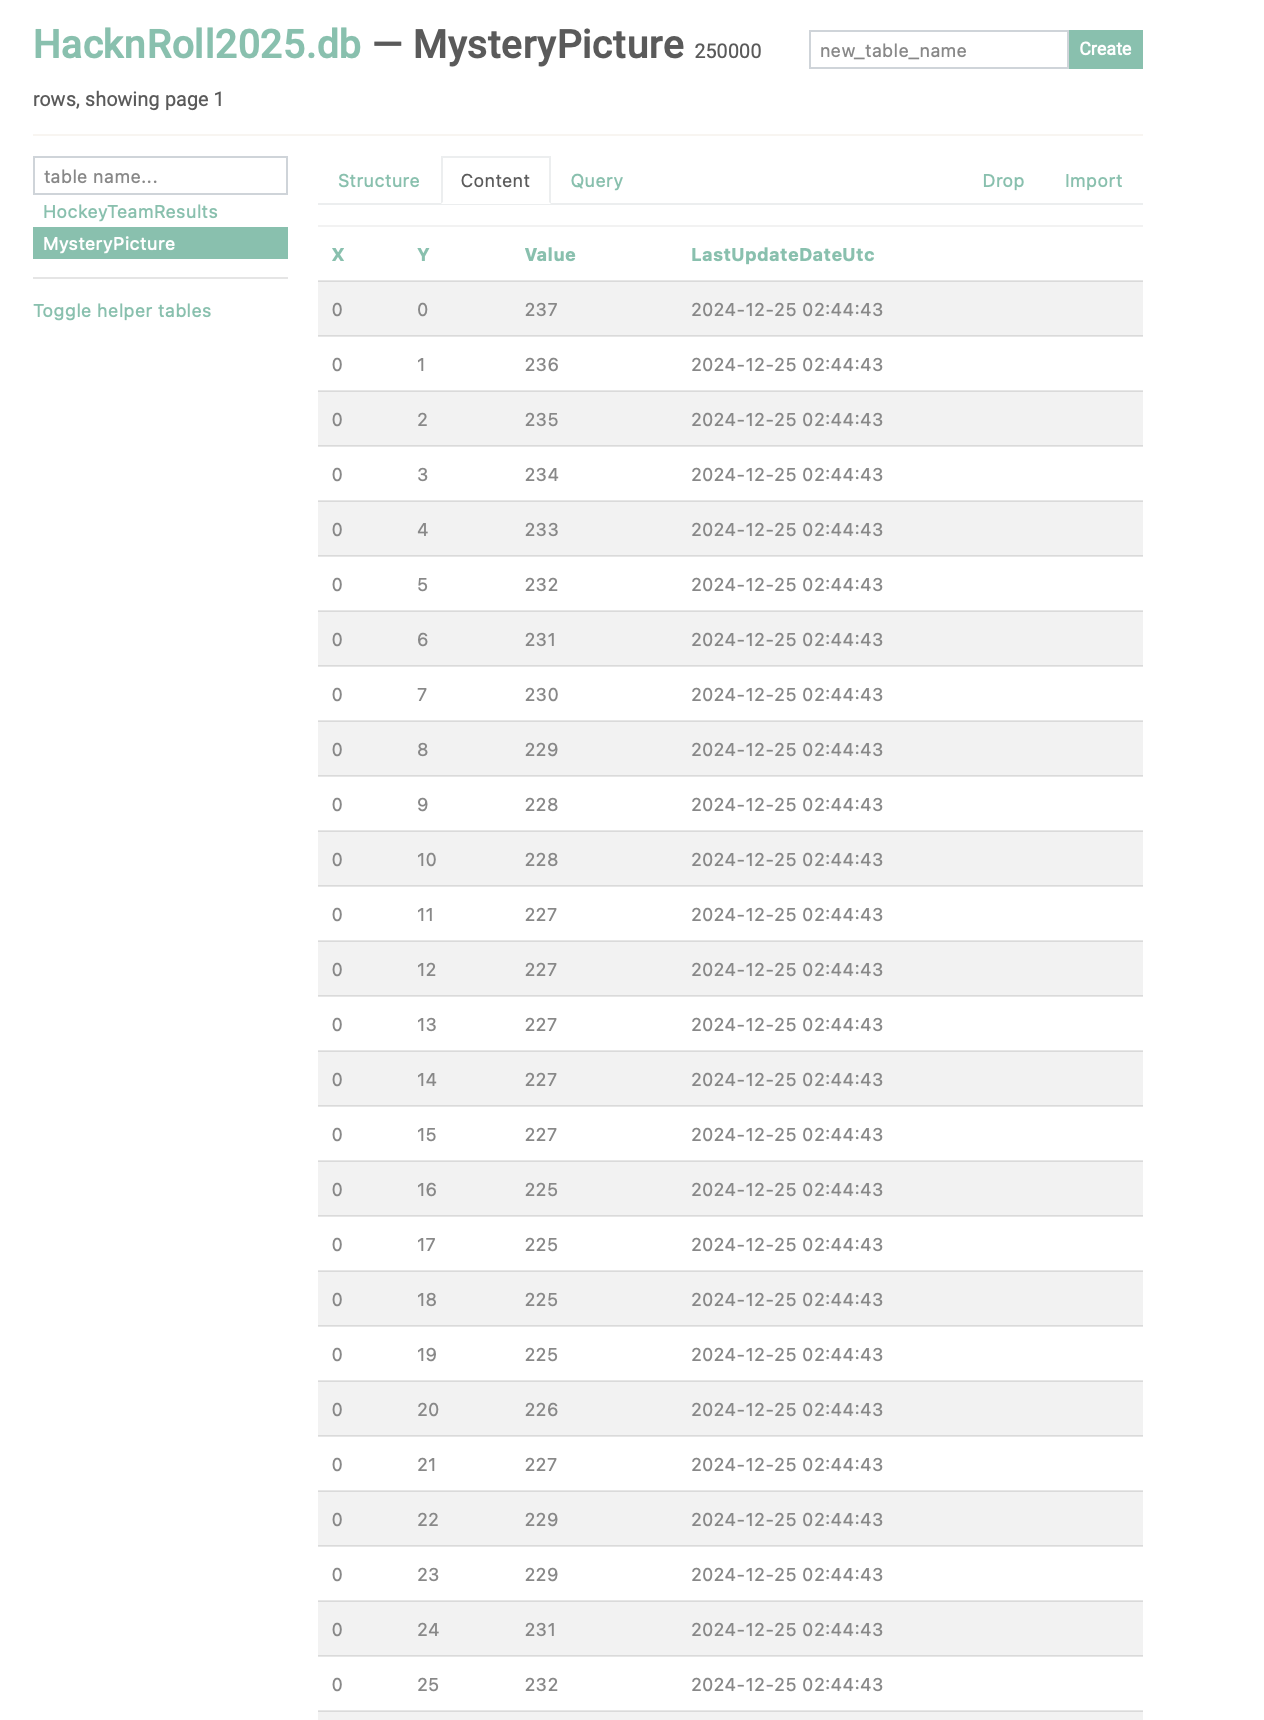 HacknRoll2025.db — MysteryPicture 250000
rows, showing page 1
new_table_name Create
table name...
HockeyTeamResults
MysteryPicture
Toggle helper tables
Structure Content Query Drop Import
X Y Value LastUpdateDateUtc
0 0 237 2024-12-25 02:44:43
0 1 236 2024-12-25 02:44:43
0 2 235 2024-12-25 02:44:43
0 3 234 2024-12-25 02:44:43
0 4 233 2024-12-25 02:44:43
0 5 232 2024-12-25 02:44:43
0 6 231 2024-12-25 02:44:43
0 7 230 2024-12-25 02:44:43
0 8 229 2024-12-25 02:44:43
0 9 228 2024-12-25 02:44:43
0 10 228 2024-12-25 02:44:43
0 11 227 2024-12-25 02:44:43
0 12 227 2024-12-25 02:44:43
0 13 227 2024-12-25 02:44:43
0 14 227 2024-12-25 02:44:43
0 15 227 2024-12-25 02:44:43
0 16 225 2024-12-25 02:44:43
0 17 225 2024-12-25 02:44:43
0 18 225 2024-12-25 02:44:43
0 19 225 2024-12-25 02:44:43
0 20 226 2024-12-25 02:44:43
0 21 227 2024-12-25 02:44:43
0 22 229 2024-12-25 02:44:43
0 23 229 2024-12-25 02:44:43
0 24 231 2024-12-25 02:44:43
0 25 232 2024-12-25 02:44:43